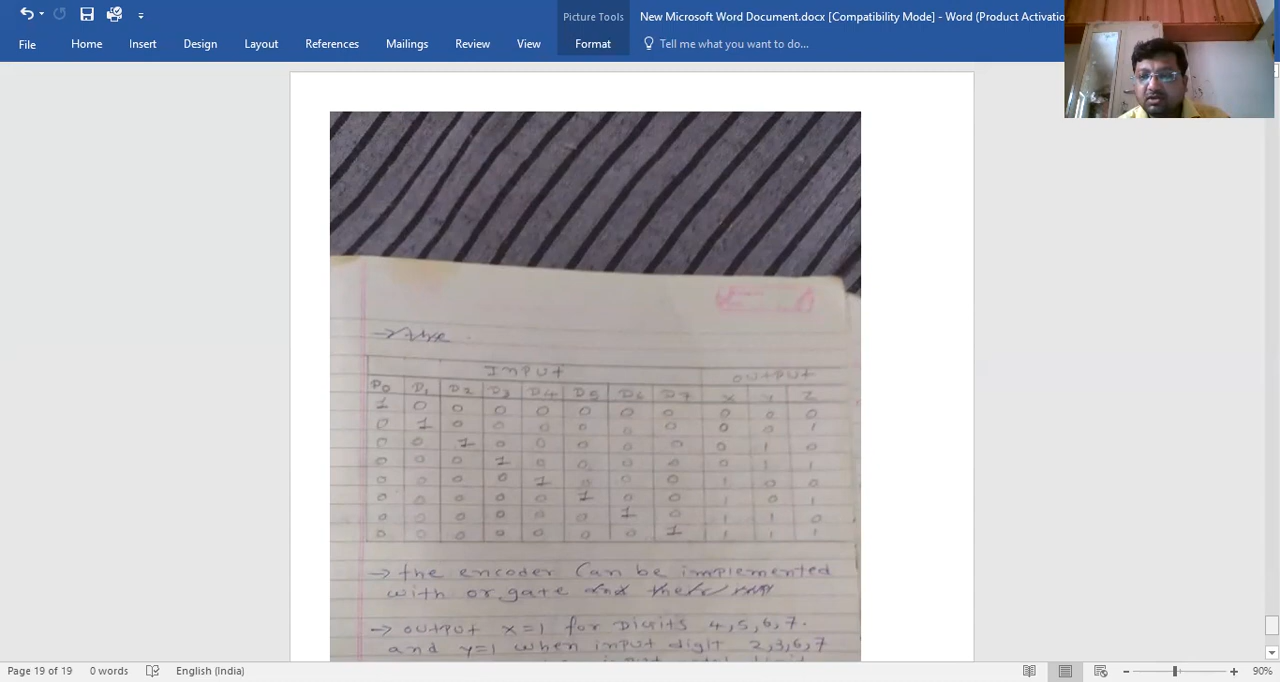 New Microsoft Word Document.docx [Compatibility Mode] - Word (Product Activatio
Picture Tools
File Home Insert Design Layout References Mailings Review View Format Tell me what you want to do...
INPUT OUTPUT
D0 D1 D2 D3 D4 D5 D6 D7 X Y Z
1 0 0 0 0 0 0 0 0 0 0
0 1 0 0 0 0 0 0 0 0 1
0 0 1 0 0 0 0 0 0 1 0
0 0 0 1 0 0 0 0 0 1 1
0 0 0 0 1 0 0 0 1 0 0
0 0 0 0 0 1 0 0 1 0 1
0 0 0 0 0 0 1 0 1 1 0
0 0 0 0 0 0 0 1 1 1 1
→ the encoder Can be implemented
with or gate
→ output x=1 for Digits 4,5,6,7.
and y=1 when input digit 2,3,6,7
Page 19 of 19 0 words English (India) 90%